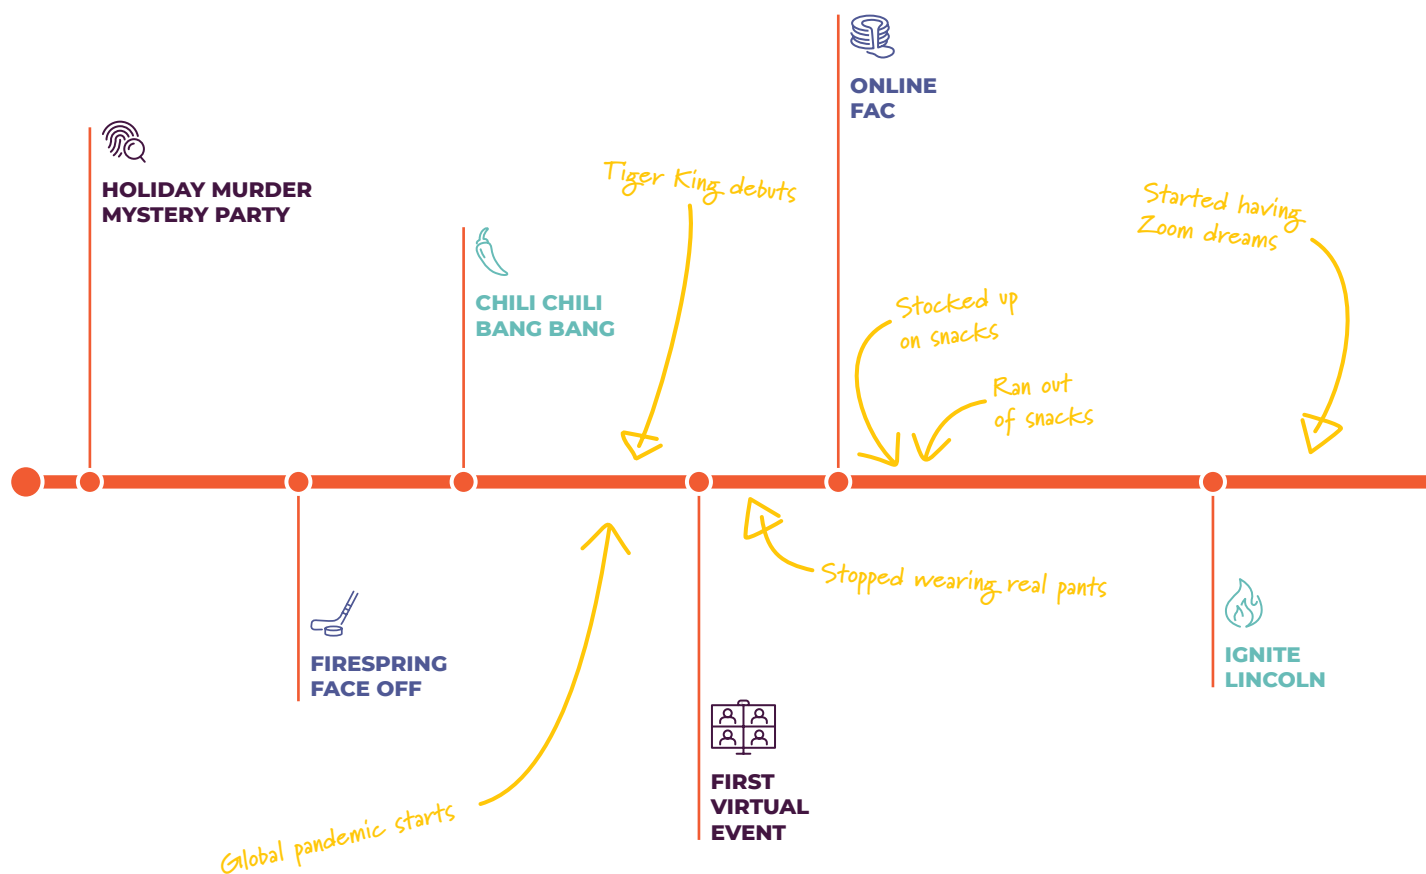 ONLINE
FAC
HOLIDAY MURDER
MYSTERY PARTY
Tiger King debuts
Started having
Zoom dreams
CHILI CHILI
BANG BANG
Stocked up
on snacks
Ran out
of snacks
Stopped wearing real pants
FIRESPRING
FACE OFF
IGNITE
LINCOLN
FIRST
VIRTUAL
EVENT
Global pandemic starts